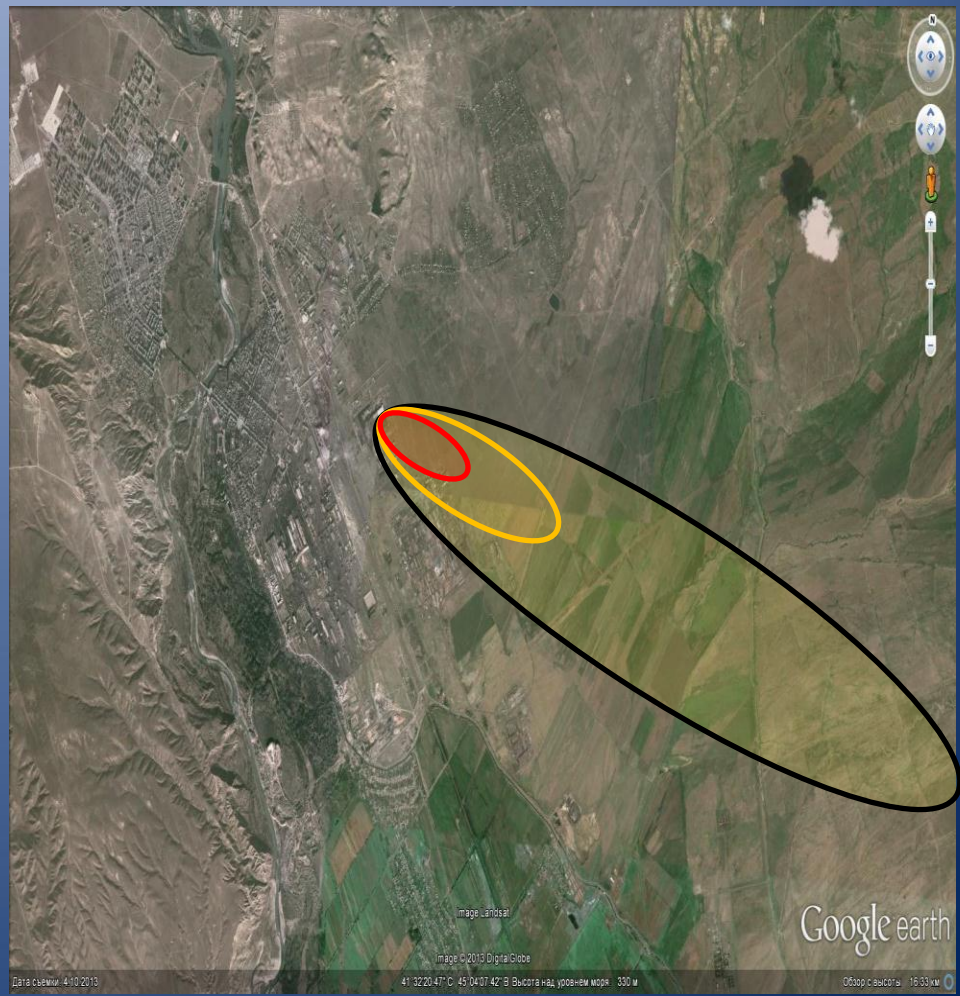 N
Image Landsat
Image © 2013 DigitalGlobe
Google earth
Дата съемки: 4-10-2013 41°32'20.47" С 45°04'07.42" В Высота над уровнем моря 330 м Обзор с высоты 16.33 км